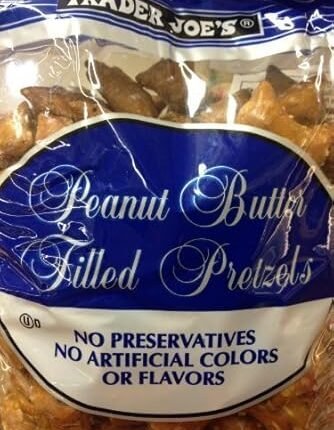 TRADER JOE'S®
Peanut Butter
Filled Pretzels
Ⓤ D
NO PRESERVATIVES
NO ARTIFICIAL COLORS
OR FLAVORS